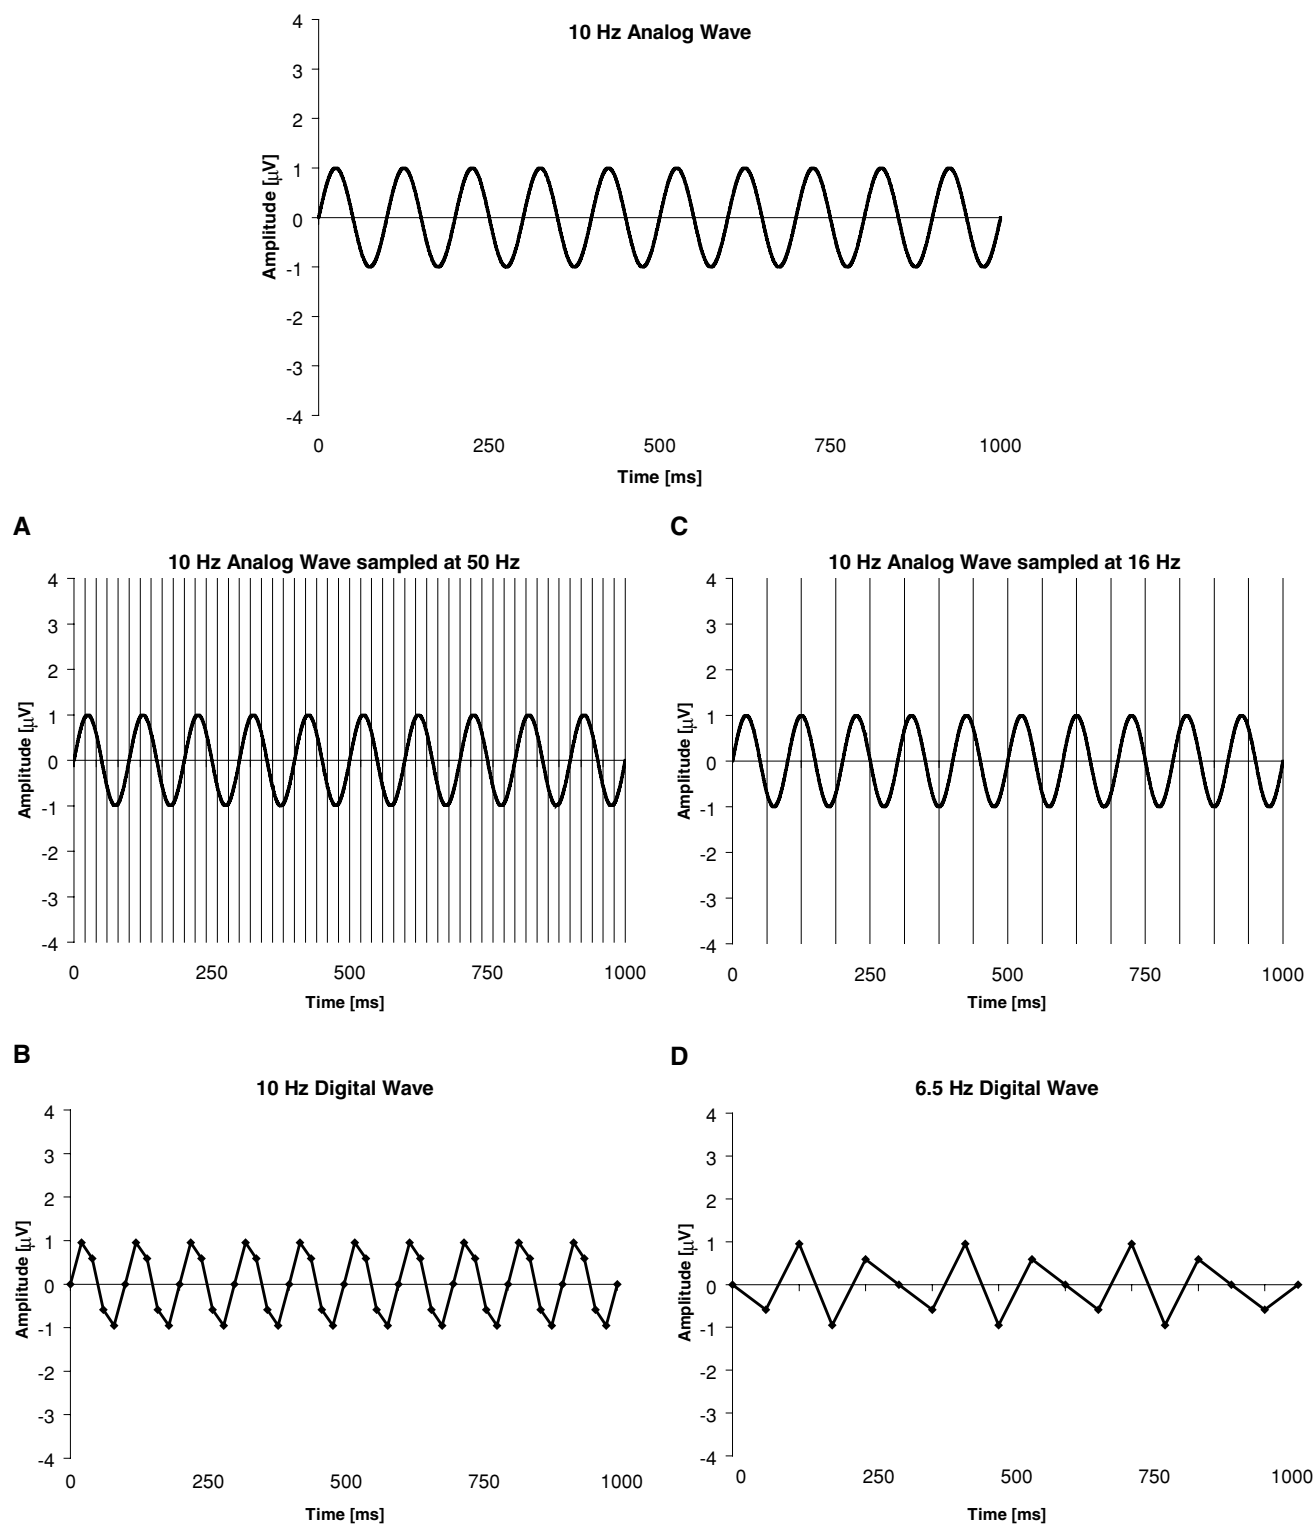 10 Hz Analog Wave
4
3
2
1
0
-1
-2
-3
-4
Amplitude [μV]
0 250 500 750 1000
Time [ms]
A
10 Hz Analog Wave sampled at 50 Hz
4
3
2
1
0
-1
-2
-3
-4
Amplitude [μV]
0 250 500 750 1000
Time [ms]
C
10 Hz Analog Wave sampled at 16 Hz
4
3
2
1
0
-1
-2
-3
-4
Amplitude [μV]
0 250 500 750 1000
Time [ms]
B
10 Hz Digital Wave
4
3
2
1
0
-1
-2
-3
-4
Amplitude [μV]
0 250 500 750 1000
Time [ms]
D
6.5 Hz Digital Wave
4
3
2
1
0
-1
-2
-3
-4
Amplitude [μV]
0 250 500 750 1000
Time [ms]